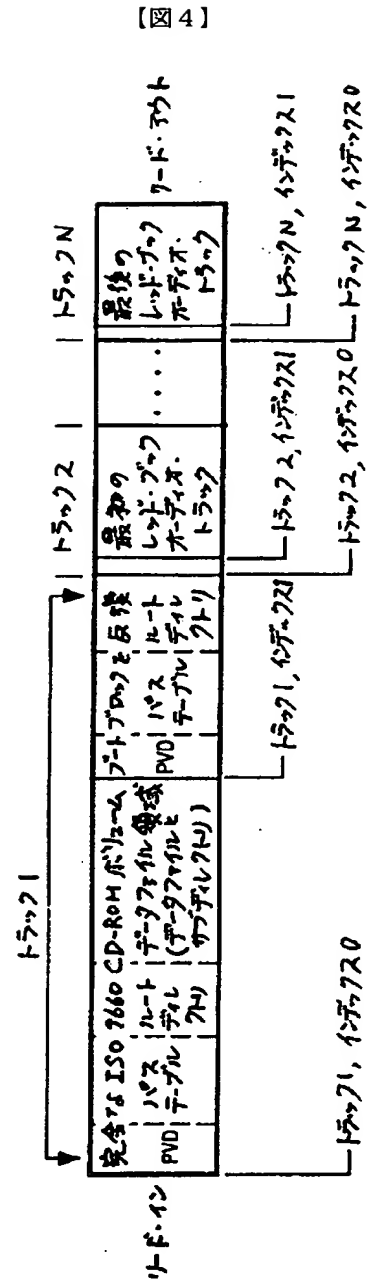 【図4】
トラック1
トラック2
トラックN
リード・イン
完全なISO 9660 CD-ROM ボリューム
PVD
パス
テーブル
ルート
ディレ
クトリ
データファイル領域
(データファイルと
サブディレクトリ)
ブートブロックと反復
PVD
パス
テーブル
ルート
ディレ
クトリ
最初の
レッド・ブック
オーディオ・
トラック
・・・・
最後の
レッド・ブック
オーディオ・
トラック
リード・アウト
トラック1, インデックス0
トラック1, インデックス1
トラック2, インデックス1
トラック2, インデックス0
トラックN, インデックス1
トラックN, インデックス0